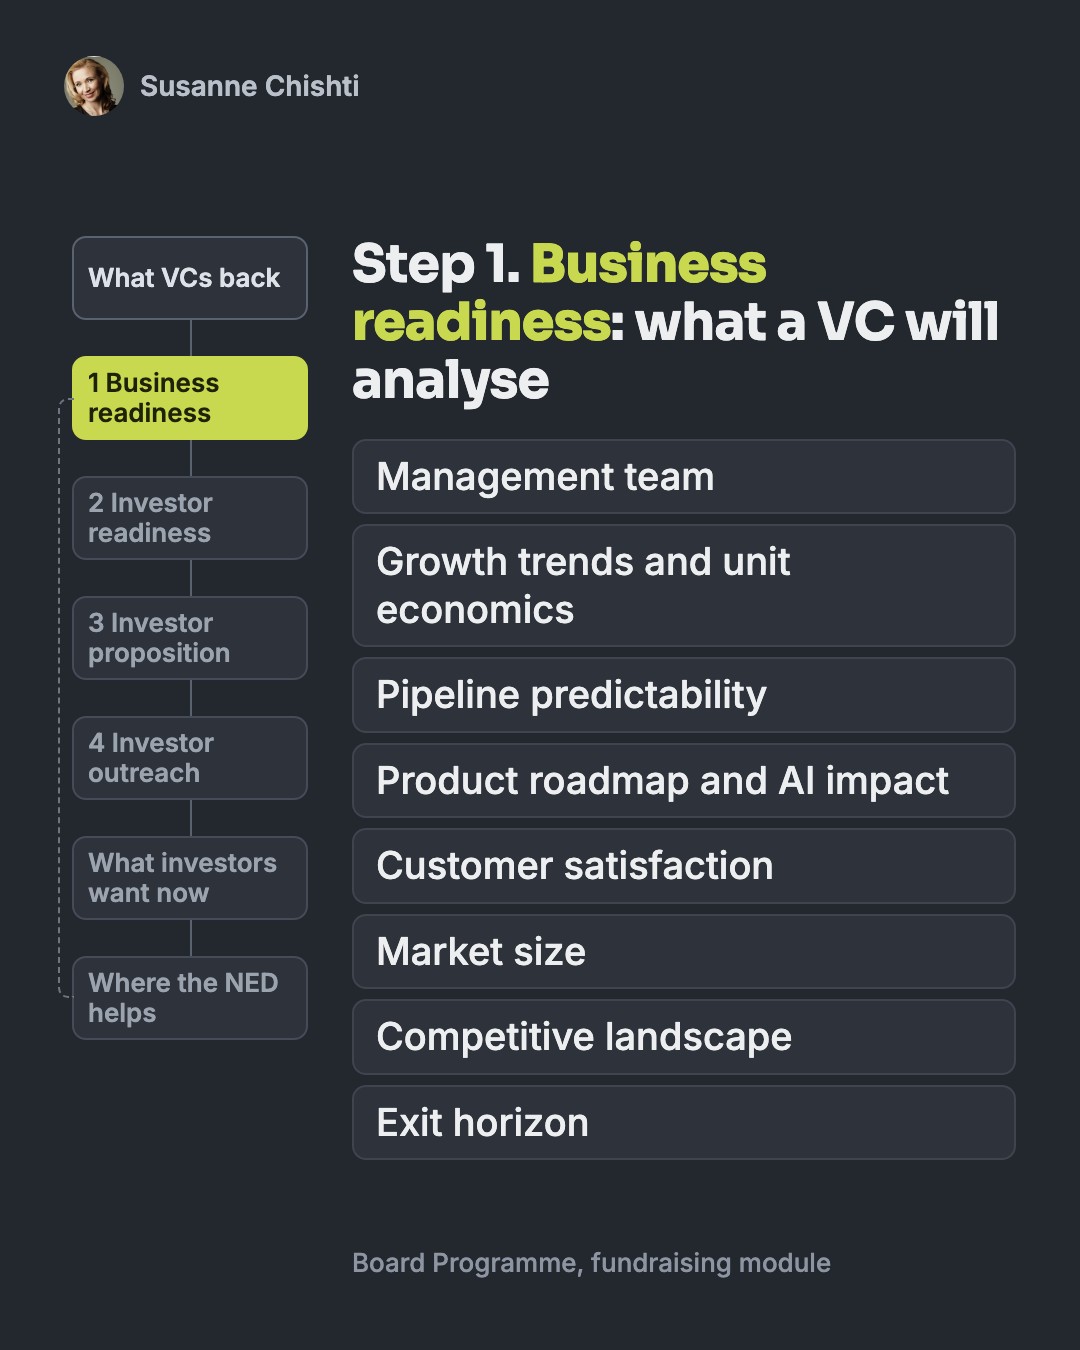 Susanne Chishti
What VCs back
1 Business
readiness
2 Investor
readiness
3 Investor
proposition
4 Investor
outreach
What investors
want now
Where the NED
helps
Step 1. Business
readiness: what a VC will
analyse
Management team
Growth trends and unit
economics
Pipeline predictability
Product roadmap and AI impact
Customer satisfaction
Market size
Competitive landscape
Exit horizon
Board Programme, fundraising module